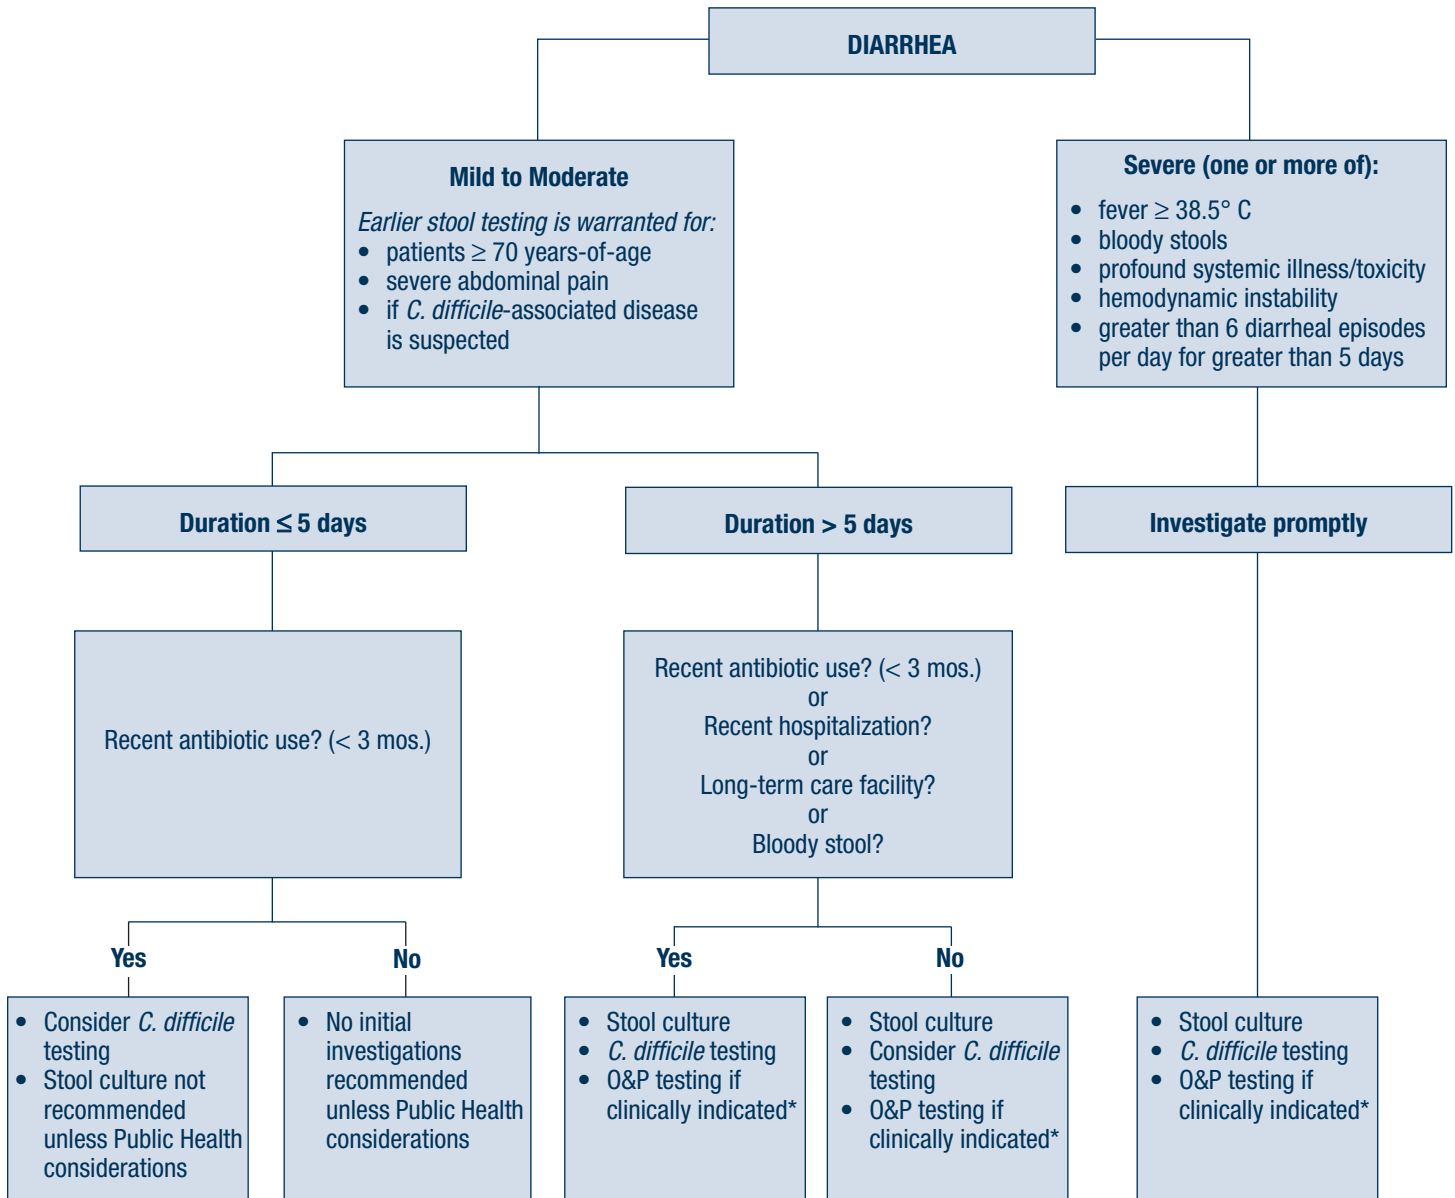 DIARRHEA
Mild to Moderate
Earlier stool testing is warranted for:
• patients ≥ 70 years-of-age
• severe abdominal pain
• if C. difficile-associated disease
is suspected
Severe (one or more of):
• fever ≥ 38.5° C
• bloody stools
• profound systemic illness/toxicity
• hemodynamic instability
• greater than 6 diarrheal episodes
per day for greater than 5 days
Duration ≤ 5 days
Duration > 5 days
Investigate promptly
Recent antibiotic use? (< 3 mos.)
Recent antibiotic use? (< 3 mos.)
or
Recent hospitalization?
or
Long-term care facility?
or
Bloody stool?
Yes
No
Yes
No
• Consider C. difficile
testing
• Stool culture not
recommended
unless Public Health
considerations
• No initial
investigations
recommended
unless Public Health
considerations
• Stool culture
• C. difficile testing
• O&P testing if
clinically indicated*
• Stool culture
• Consider C. difficile
testing
• O&P testing if
clinically indicated*
• Stool culture
• C. difficile testing
• O&P testing if
clinically indicated*